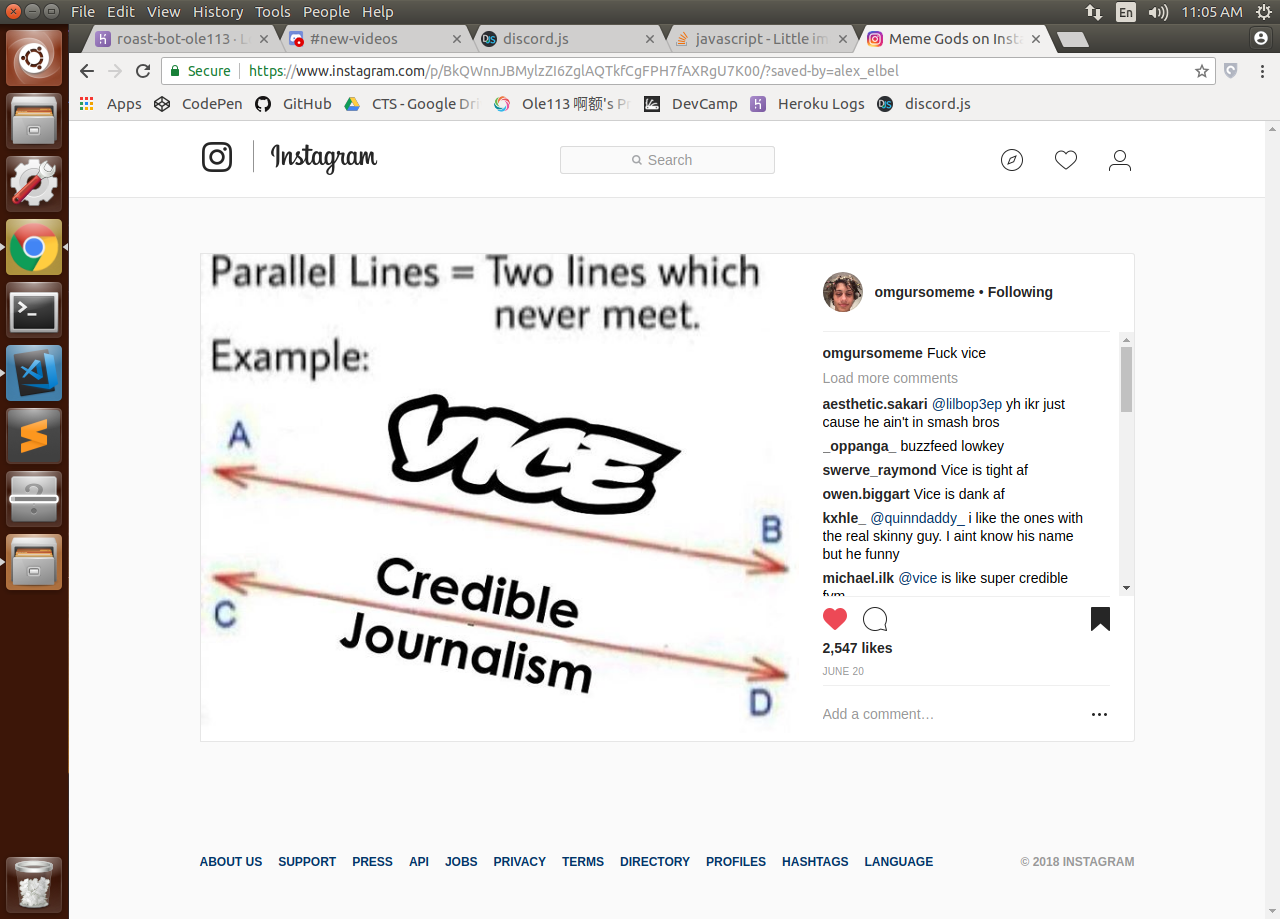 File Edit View History Tools People Help
En 11:05 AM
roast-bot-ole113 · L
#new-videos
discord.js
javascript - Little im
Meme Gods on Inst
Secure https://www.instagram.com/p/BkQWnnJBMylzZI6ZglAQTkfCgFPH7fAXRgU7K00/?saved-by=alex_elbel
Apps CodePen GitHub CTS - Google Dri Ole113 啊额's Pr DevCamp Heroku Logs discord.js
Instagram
Search
Parallel Lines = Two lines which
never meet.
Example:
A
VICE
B
Credible
Journalism
C
D
omgursomeme • Following
omgursomeme Fuck vice
Load more comments
aesthetic.sakari @lilbop3ep yh ikr just
cause he ain't in smash bros
_oppanga_ buzzfeed lowkey
swerve_raymond Vice is tight af
owen.biggart Vice is dank af
kxhle_ @quinndaddy_ i like the ones with
the real skinny guy. I aint know his name
but he funny
michael.ilk @vice is like super credible
fym
2,547 likes
JUNE 20
Add a comment…
ABOUT US SUPPORT PRESS API JOBS PRIVACY TERMS DIRECTORY PROFILES HASHTAGS LANGUAGE
© 2018 INSTAGRAM